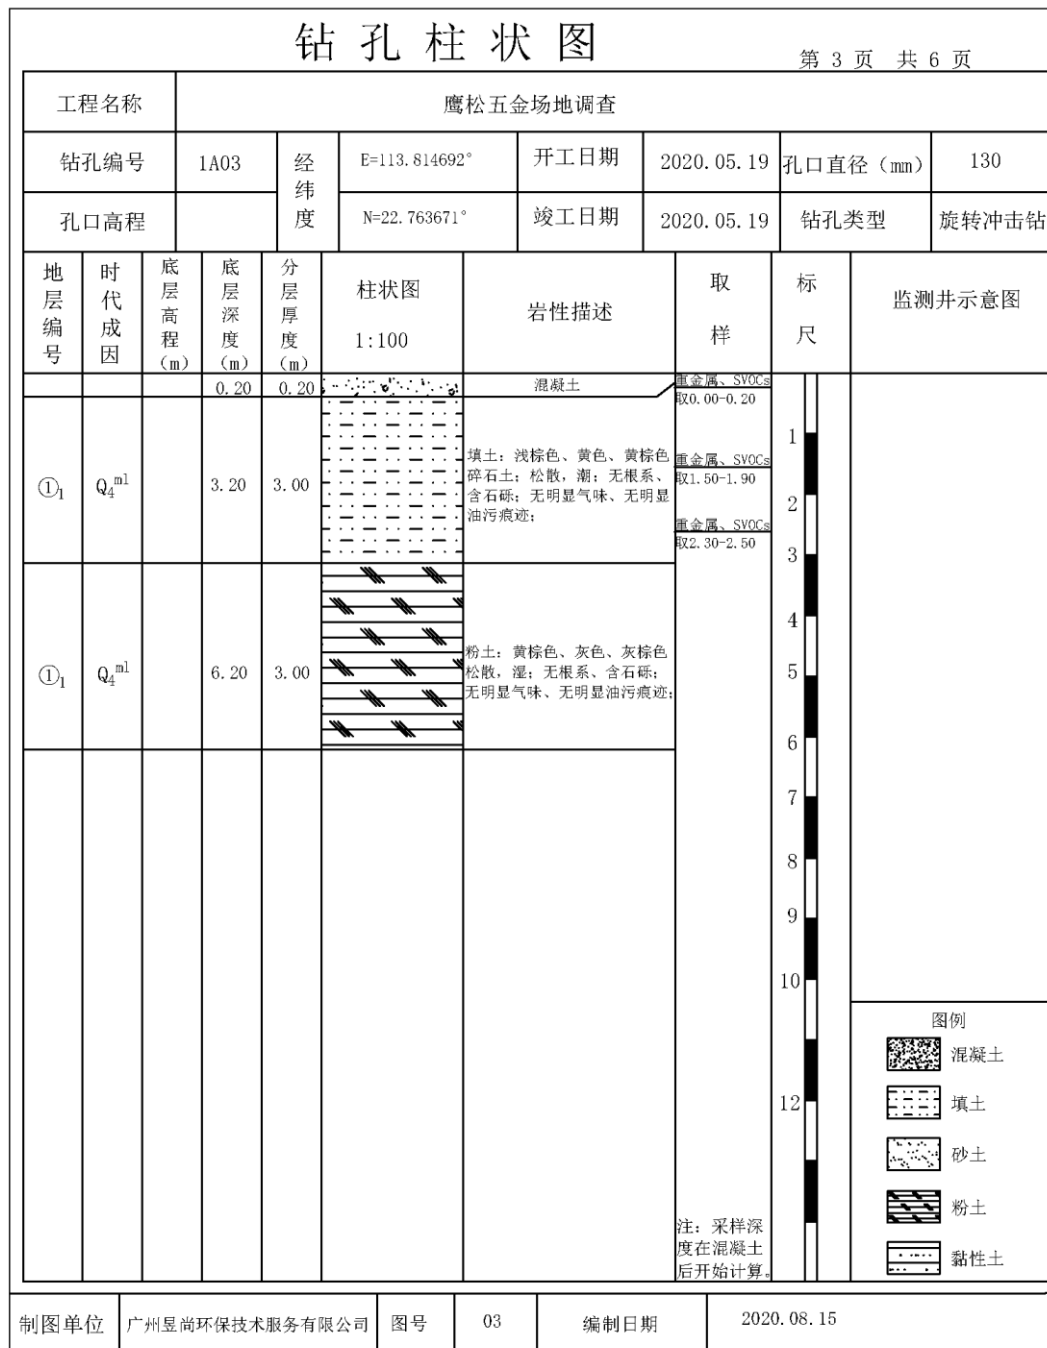 钻孔柱状图
第 3 页 共 6 页
工程名称 鹰松五金场地调查
钻孔编号 1A03 经纬度 E=113.814692° 开工日期 2020.05.19 孔口直径（mm） 130
孔口高程 N=22.763671° 竣工日期 2020.05.19 钻孔类型 旋转冲击钻
地层编号 时代成因 底层高程（m） 底层深度（m） 分层厚度（m） 柱状图 1:100 岩性描述 取样 标尺 监测井示意图
0.20 0.20 混凝土
重金属、SVOCs
取0.00-0.20
①1 Q4ml 3.20 3.00
填土：浅棕色、黄色、黄棕色
碎石土；松散，潮；无根系、
含石砾；无明显气味、无明显
油污痕迹；
重金属、SVOCs
取1.50-1.90
重金属、SVOCs
取2.30-2.50
①1 Q4ml 6.20 3.00
粉土：黄棕色、灰色、灰棕色
松散，湿；无根系、含石砾；
无明显气味、无明显油污痕迹；
1
2
3
4
5
6
7
8
9
10
12
注：采样深
度在混凝土
后开始计算。
图例
混凝土
填土
砂土
粉土
黏性土
制图单位 广州昱尚环保技术服务有限公司 图号 03 编制日期 2020.08.15